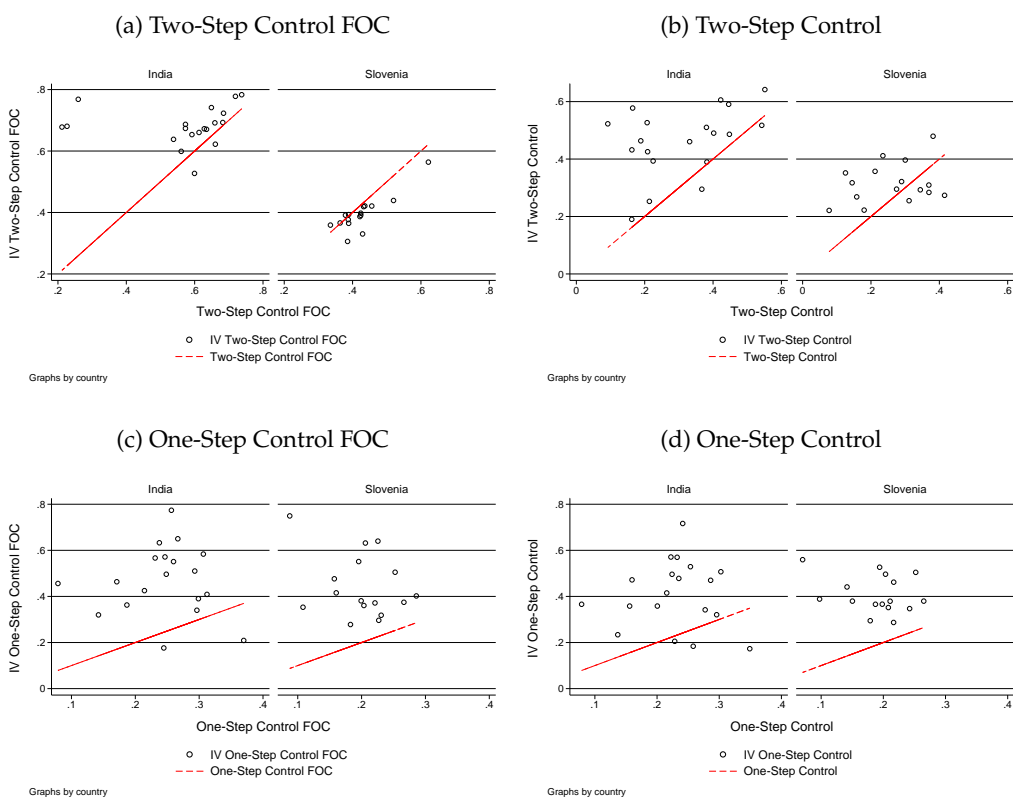 (a) Two-Step Control FOC
India
Slovenia
IV Two-Step Control FOC
.8
.6
.4
.2
.2 .4 .6 .8
.2 .4 .6 .8
Two-Step Control FOC
IV Two-Step Control FOC
Two-Step Control FOC
Graphs by country
(b) Two-Step Control
India
Slovenia
IV Two-Step Control
.6
.4
.2
0
0 .2 .4 .6
0 .2 .4 .6
Two-Step Control
IV Two-Step Control
Two-Step Control
Graphs by country
(c) One-Step Control FOC
India
Slovenia
IV One-Step Control FOC
.8
.6
.4
.2
0
.1 .2 .3 .4
.1 .2 .3 .4
One-Step Control FOC
IV One-Step Control FOC
One-Step Control FOC
Graphs by country
(d) One-Step Control
India
Slovenia
IV One-Step Control
.8
.6
.4
.2
0
.1 .2 .3 .4
.1 .2 .3 .4
One-Step Control
IV One-Step Control
One-Step Control
Graphs by country